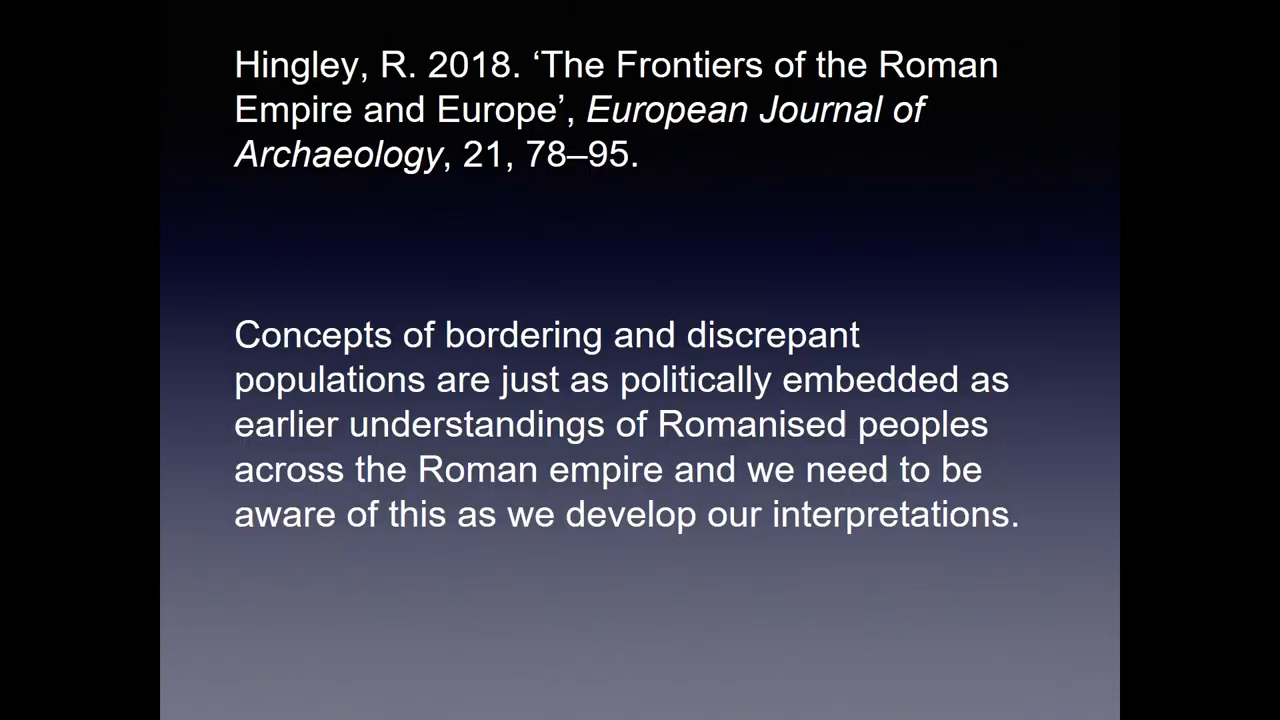 Hingley, R. 2018. ‘The Frontiers of the Roman
Empire and Europe’, European Journal of
Archaeology, 21, 78–95.
Concepts of bordering and discrepant
populations are just as politically embedded as
earlier understandings of Romanised peoples
across the Roman empire and we need to be
aware of this as we develop our interpretations.